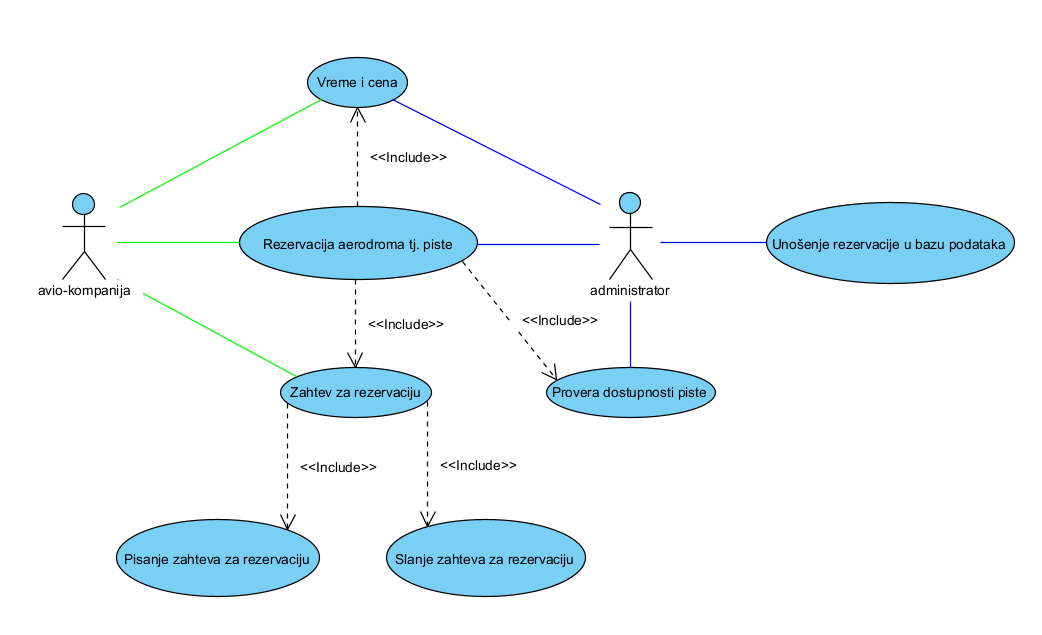 Vreme i cena
<<Include>>
Rezervacija aerodroma tj. piste
Unošenje rezervacije u bazu podataka
avio-kompanija
administrator
<<Include>>
<<Include>>
Zahtev za rezervaciju
Provera dostupnosti piste
<<Include>>
<<Include>>
Pisanje zahteva za rezervaciju
Slanje zahteva za rezervaciju